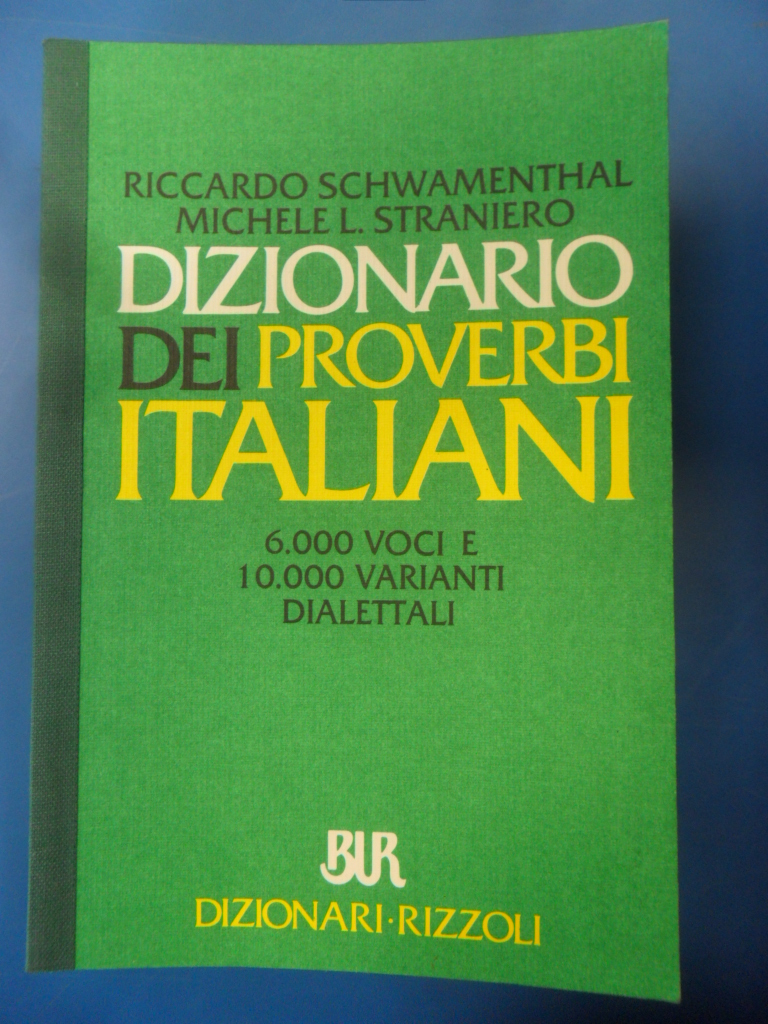 RICCARDO SCHWAMENTHAL
MICHELE L. STRANIERO
DIZIONARIO
DEI PROVERBI
ITALIANI
6.000 VOCI E
10.000 VARIANTI
DIALETTALI
BUR
DIZIONARI·RIZZOLI